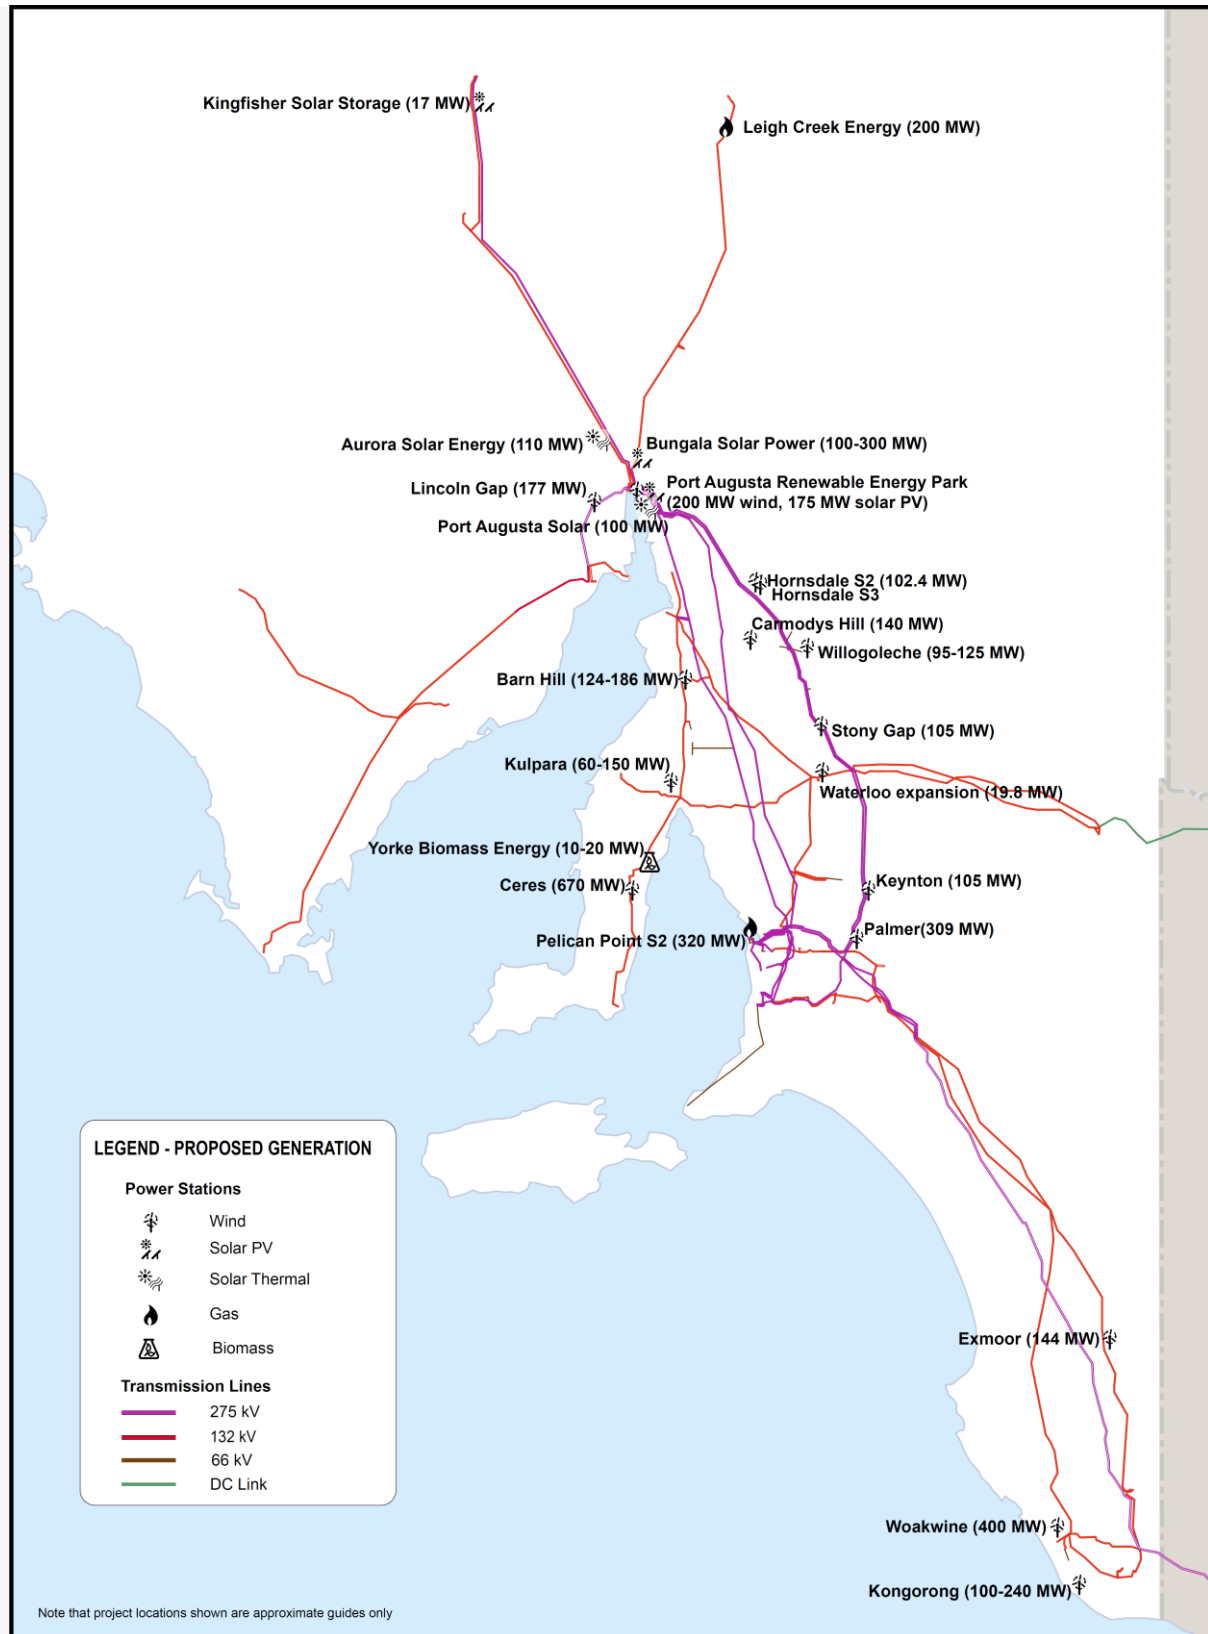 Kingfisher Solar Storage (17 MW)
Leigh Creek Energy (200 MW)
Aurora Solar Energy (110 MW)
Bungala Solar Power (100-300 MW)
Lincoln Gap (177 MW)
Port Augusta Renewable Energy Park
(200 MW wind, 175 MW solar PV)
Port Augusta Solar (100 MW)
Hornsdale S2 (102.4 MW)
Hornsdale S3
Carmodys Hill (140 MW)
Willogoleche (95-125 MW)
Barn Hill (124-186 MW)
Stony Gap (105 MW)
Kulpara (60-150 MW)
Waterloo expansion (19.8 MW)
Yorke Biomass Energy (10-20 MW)
Ceres (670 MW)
Keynton (105 MW)
Palmer(309 MW)
Pelican Point S2 (320 MW)
LEGEND - PROPOSED GENERATION
Power Stations
Wind
Solar PV
Solar Thermal
Gas
Biomass
Transmission Lines
275 kV
132 kV
66 kV
DC Link
Exmoor (144 MW)
Woakwine (400 MW)
Kongorong (100-240 MW)
Note that project locations shown are approximate guides only